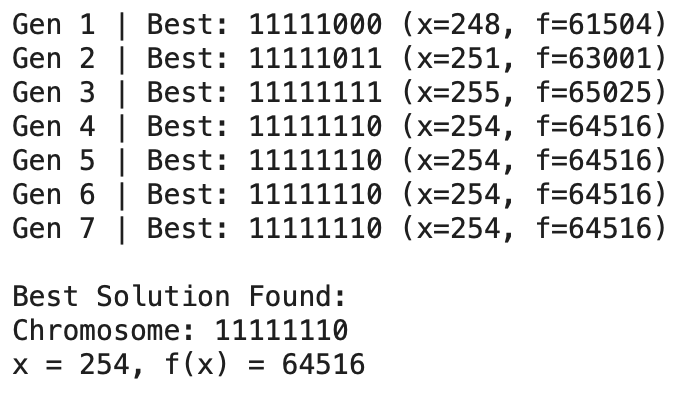 Gen 1 | Best: 11111000 (x=248, f=61504)
Gen 2 | Best: 11111011 (x=251, f=63001)
Gen 3 | Best: 11111111 (x=255, f=65025)
Gen 4 | Best: 11111110 (x=254, f=64516)
Gen 5 | Best: 11111110 (x=254, f=64516)
Gen 6 | Best: 11111110 (x=254, f=64516)
Gen 7 | Best: 11111110 (x=254, f=64516)
Best Solution Found:
Chromosome: 11111110
x = 254, f(x) = 64516